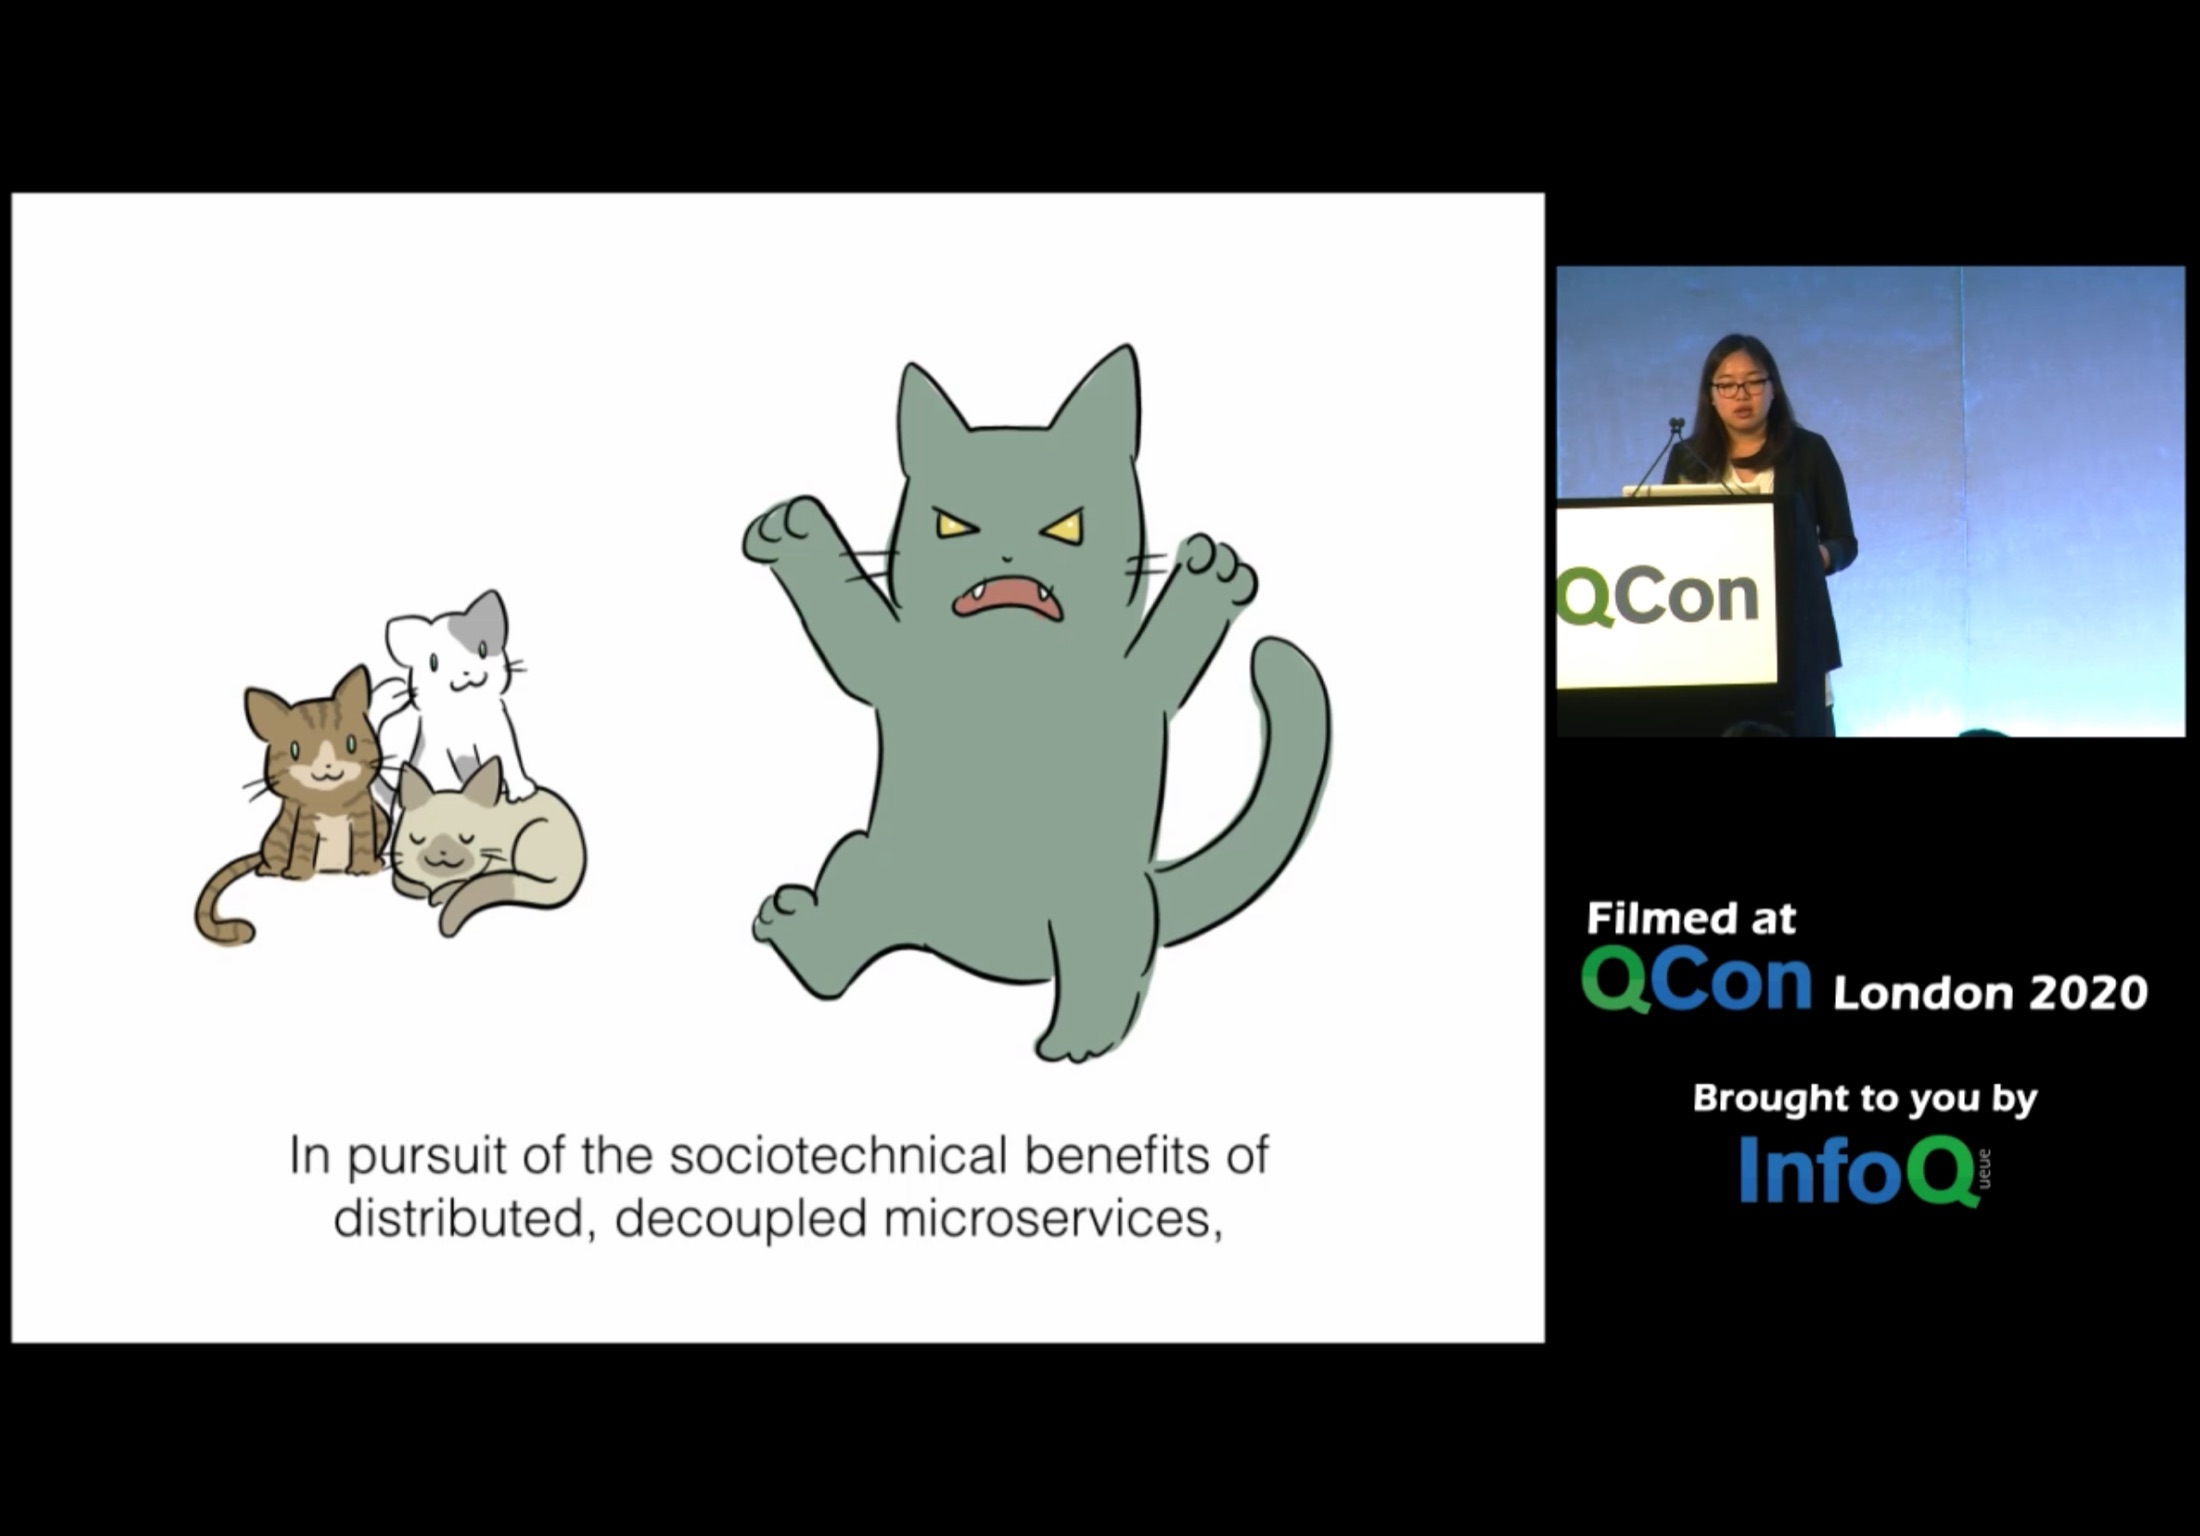 In pursuit of the sociotechnical benefits of
distributed, decoupled microservices,
QCon
Filmed at
QCon London 2020
Brought to you by
InfoQ
ueue